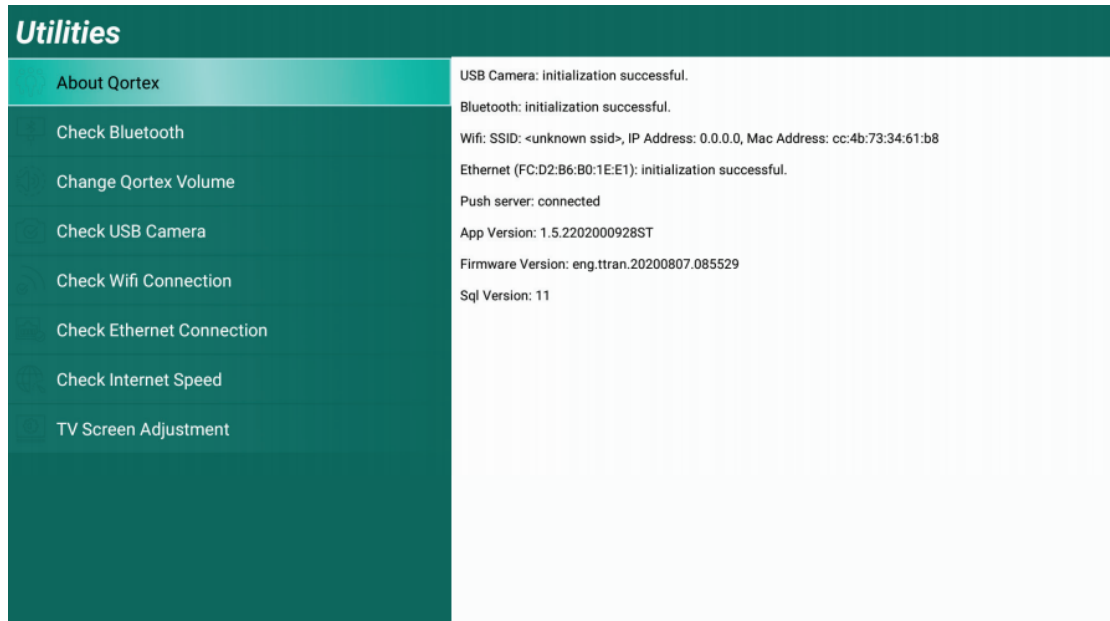 Utilities
About Qortex
Check Bluetooth
Change Qortex Volume
Check USB Camera
Check Wifi Connection
Check Ethernet Connection
Check Internet Speed
TV Screen Adjustment
USB Camera: initialization successful.
Bluetooth: initialization successful.
Wifi: SSID: <unknown ssid>, IP Address: 0.0.0.0, Mac Address: cc:4b:73:34:61:b8
Ethernet (FC:D2:B6:B0:1E:E1): initialization successful.
Push server: connected
App Version: 1.5.2202000928ST
Firmware Version: eng.ttran.20200807.085529
Sql Version: 11